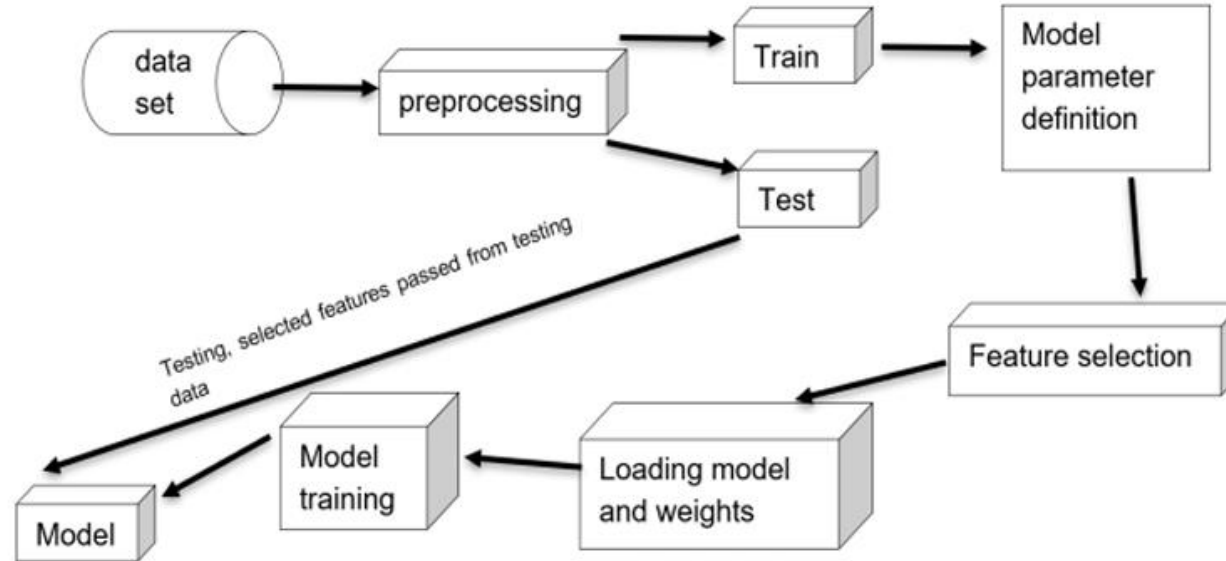 data
set
preprocessing
Train
Model
parameter
definition
Test
Testing, selected features passed from testing
data
Feature selection
Loading model
and weights
Model
training
Model